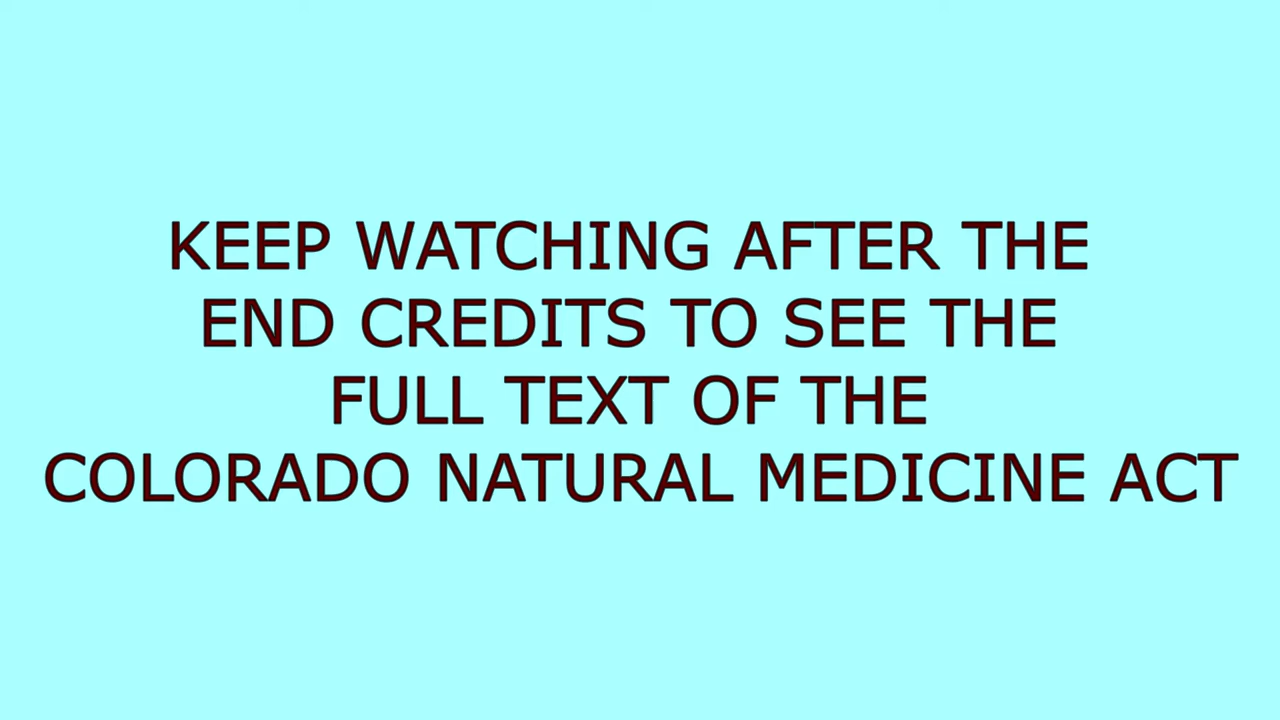 KEEP WATCHING AFTER THE
END CREDITS TO SEE THE
FULL TEXT OF THE
COLORADO NATURAL MEDICINE ACT